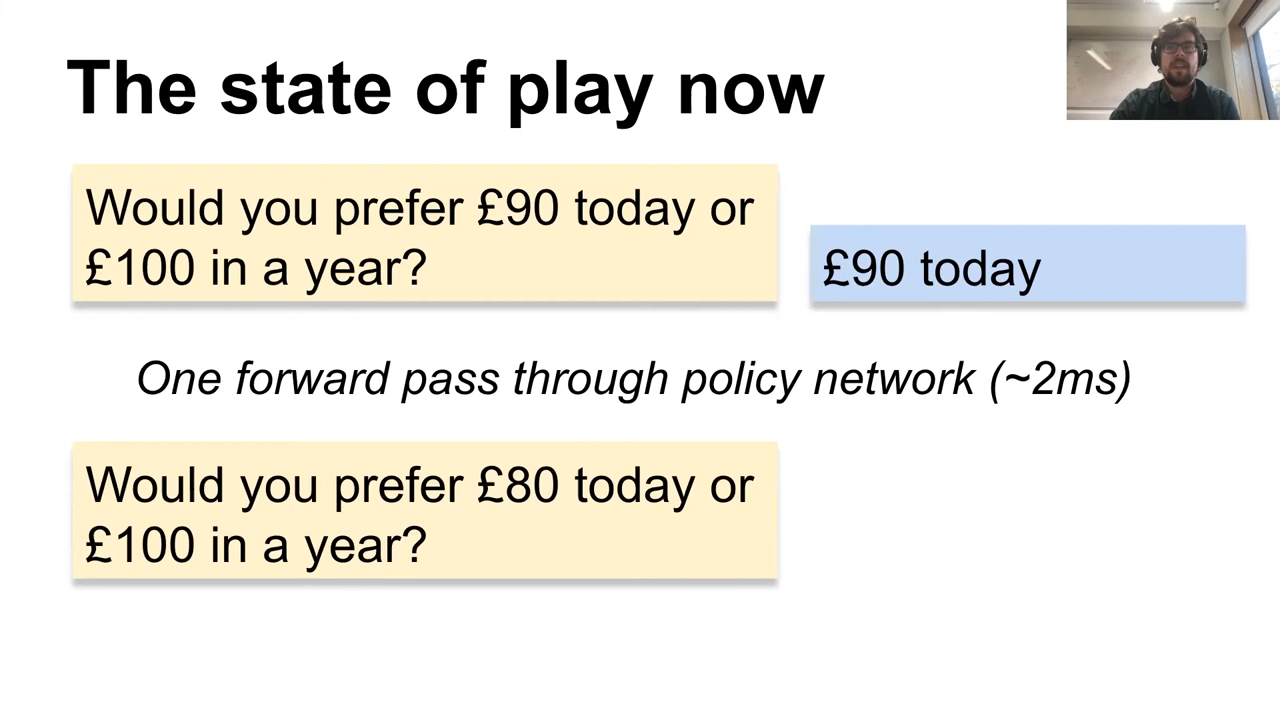 The state of play now
Would you prefer £90 today or
£100 in a year?
£90 today
One forward pass through policy network (~2ms)
Would you prefer £80 today or
£100 in a year?